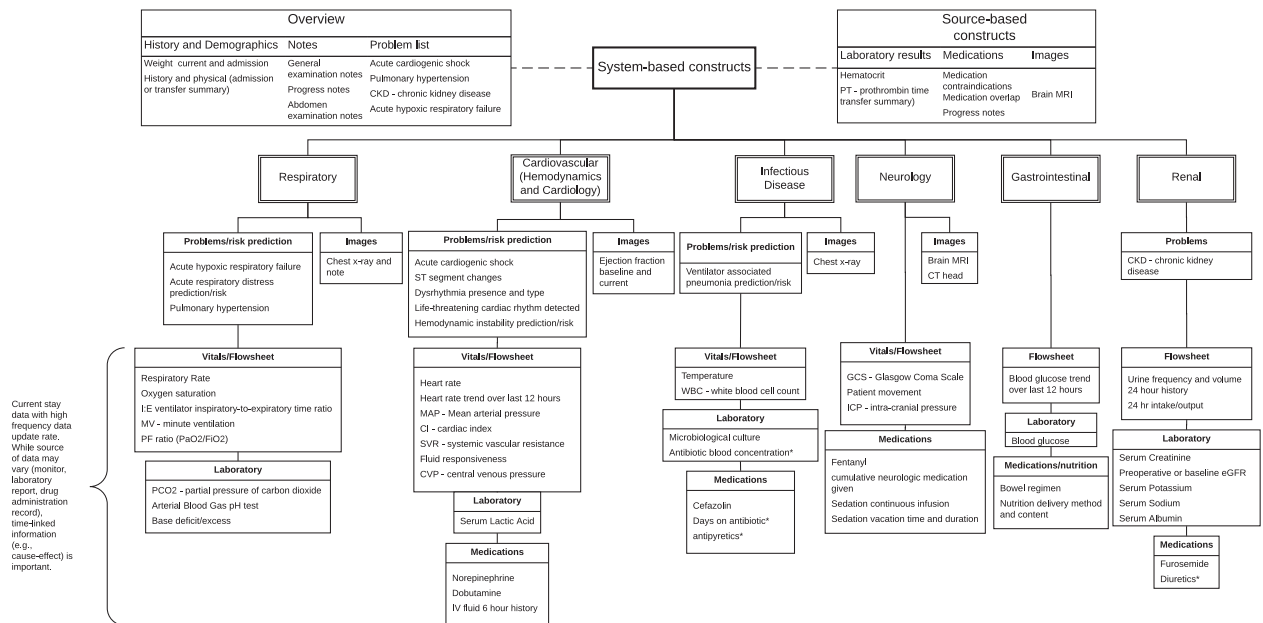 Overview
History and Demographics
Weight current and admission
History and physical (admission
or transfer summary)
Notes
General
examination notes
Progress notes
Abdomen
examination notes
Problem list
Acute cardiogenic shock
Pulmonary hypertension
CKD - chronic kidney disease
Acute hypoxic respiratory failure
System-based constructs
Source-based
constructs
Laboratory results
Hematocrit
PT - prothrombin time
transfer summary)
Medications
Medication
contraindications
Medication overlap
Progress notes
Images
Brain MRI
Respiratory
Problems/risk prediction
Acute hypoxic respiratory failure
Acute respiratory distress
prediction/risk
Pulmonary hypertension
Images
Chest x-ray and
note
Vitals/Flowsheet
Respiratory Rate
Oxygen saturation
I:E ventilator inspiratory-to-expiratory time ratio
MV - minute ventilation
PF ratio (PaO2/FiO2)
Laboratory
PCO2 - partial pressure of carbon dioxide
Arterial Blood Gas pH test
Base deficit/excess
Cardiovascular
(Hemodynamics
and Cardiology)
Problems/risk prediction
Acute cardiogenic shock
ST segment changes
Dysrhythmia presence and type
Life-threatening cardiac rhythm detected
Hemodynamic instability prediction/risk
Images
Ejection fraction
baseline and
current
Vitals/Flowsheet
Heart rate
Heart rate trend over last 12 hours
MAP - Mean arterial pressure
CI - cardiac index
SVR - systemic vascular resistance
Fluid responsiveness
CVP - central venous pressure
Laboratory
Serum Lactic Acid
Medications
Norepinephrine
Dobutamine
IV fluid 6 hour history
Infectious
Disease
Problems/risk prediction
Ventilator associated
pneumonia prediction/risk
Images
Chest x-ray
Vitals/Flowsheet
Temperature
WBC - white blood cell count
Laboratory
Microbiological culture
Antibiotic blood concentration*
Medications
Cefazolin
Days on antibiotic*
antipyretics*
Neurology
Images
Brain MRI
CT head
Vitals/Flowsheet
GCS - Glasgow Coma Scale
Patient movement
ICP - intra-cranial pressure
Medications
Fentanyl
cumulative neurologic medication
given
Sedation continuous infusion
Sedation vacation time and duration
Gastrointestinal
Flowsheet
Blood glucose trend
over last 12 hours
Laboratory
Blood glucose
Medications/nutrition
Bowel regimen
Nutrition delivery method
and content
Renal
Problems
CKD - chronic kidney
disease
Flowsheet
Urine frequency and volume
24 hour history
24 hr intake/output
Laboratory
Serum Creatinine
Preoperative or baseline eGFR
Serum Potassium
Serum Sodium
Serum Albumin
Medications
Furosemide
Diuretics*
Current stay
data with high
frequency data
update rate.
While source
of data may
vary (monitor,
laboratory
report, drug
administration
record),
time-linked
information
(e.g.,
cause-effect) is
important.